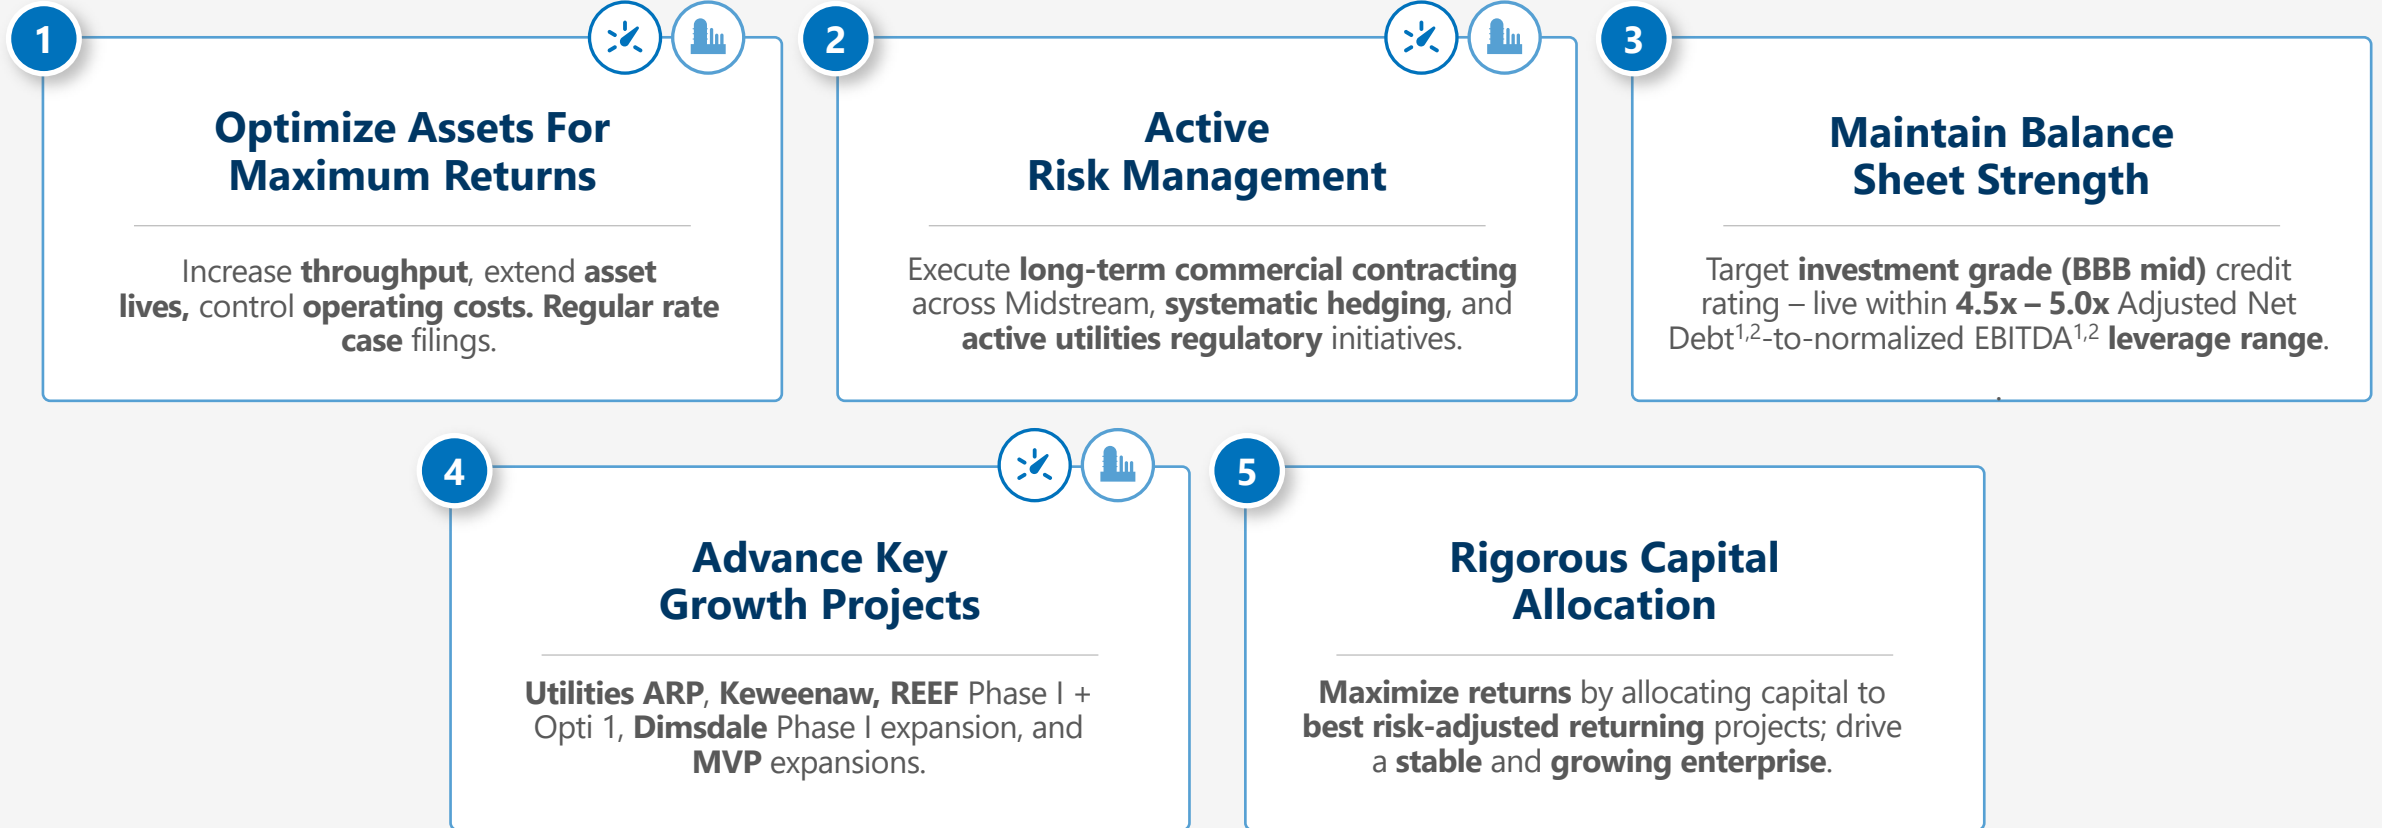 1
Optimize Assets For
Maximum Returns
Increase throughput, extend asset
lives, control operating costs. Regular rate
case filings.
2
Active
Risk Management
Execute long-term commercial contracting
across Midstream, systematic hedging, and
active utilities regulatory initiatives.
3
Maintain Balance
Sheet Strength
Target investment grade (BBB mid) credit
rating – live within 4.5x – 5.0x Adjusted Net
Debt1,2-to-normalized EBITDA1,2 leverage range.
.
4
Advance Key
Growth Projects
Utilities ARP, Keweenaw, REEF Phase I +
Opti 1, Dimsdale Phase I expansion, and
MVP expansions.
5
Rigorous Capital
Allocation
Maximize returns by allocating capital to
best risk-adjusted returning projects; drive
a stable and growing enterprise.